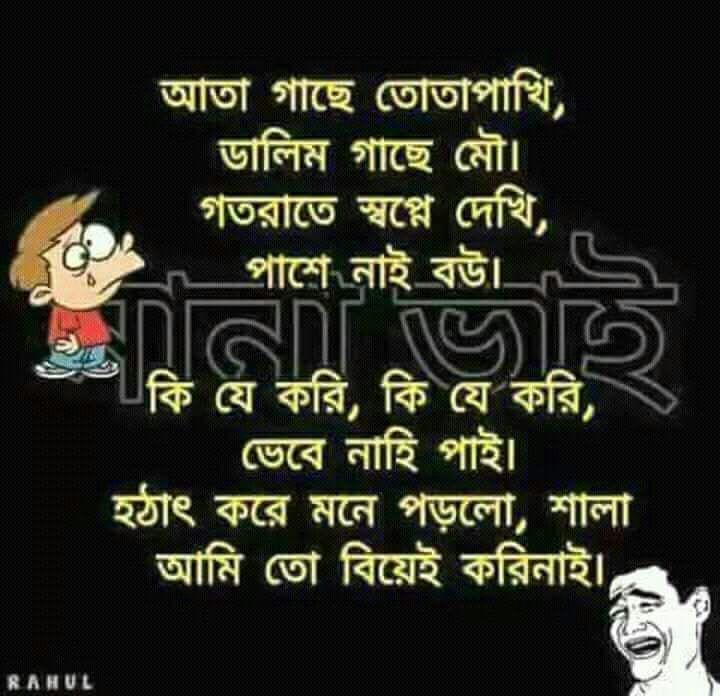 আতা গাছে তোতাপাখি,
ডালিম গাছে মৌ।
গতরাতে স্বপ্নে দেখি,
পাশে নাই বউ।
ভাই
কি যে করি, কি যে করি,
ভেবে নাহি পাই।
হঠাৎ করে মনে পড়লো, শালা
আমি তো বিয়েই করিনাই।
RAHUL